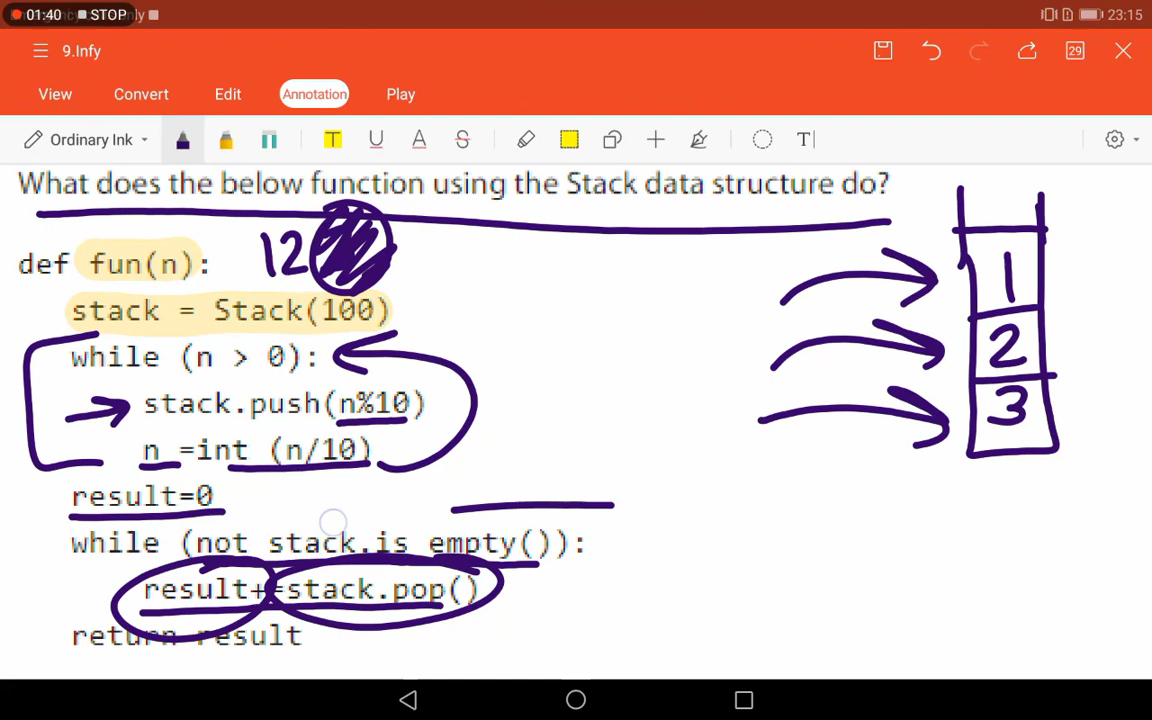 01:40 STOP
23:15
9.Infy
29
View Convert Edit Annotation Play
Ordinary Ink T U A S T
What does the below function using the Stack data structure do?
def fun(n): 12
stack = Stack(100)
while (n > 0):
stack.push(n%10)
n =int (n/10)
result=0
while (not stack.is empty()):
result+=stack.pop()
return result
1
2
3